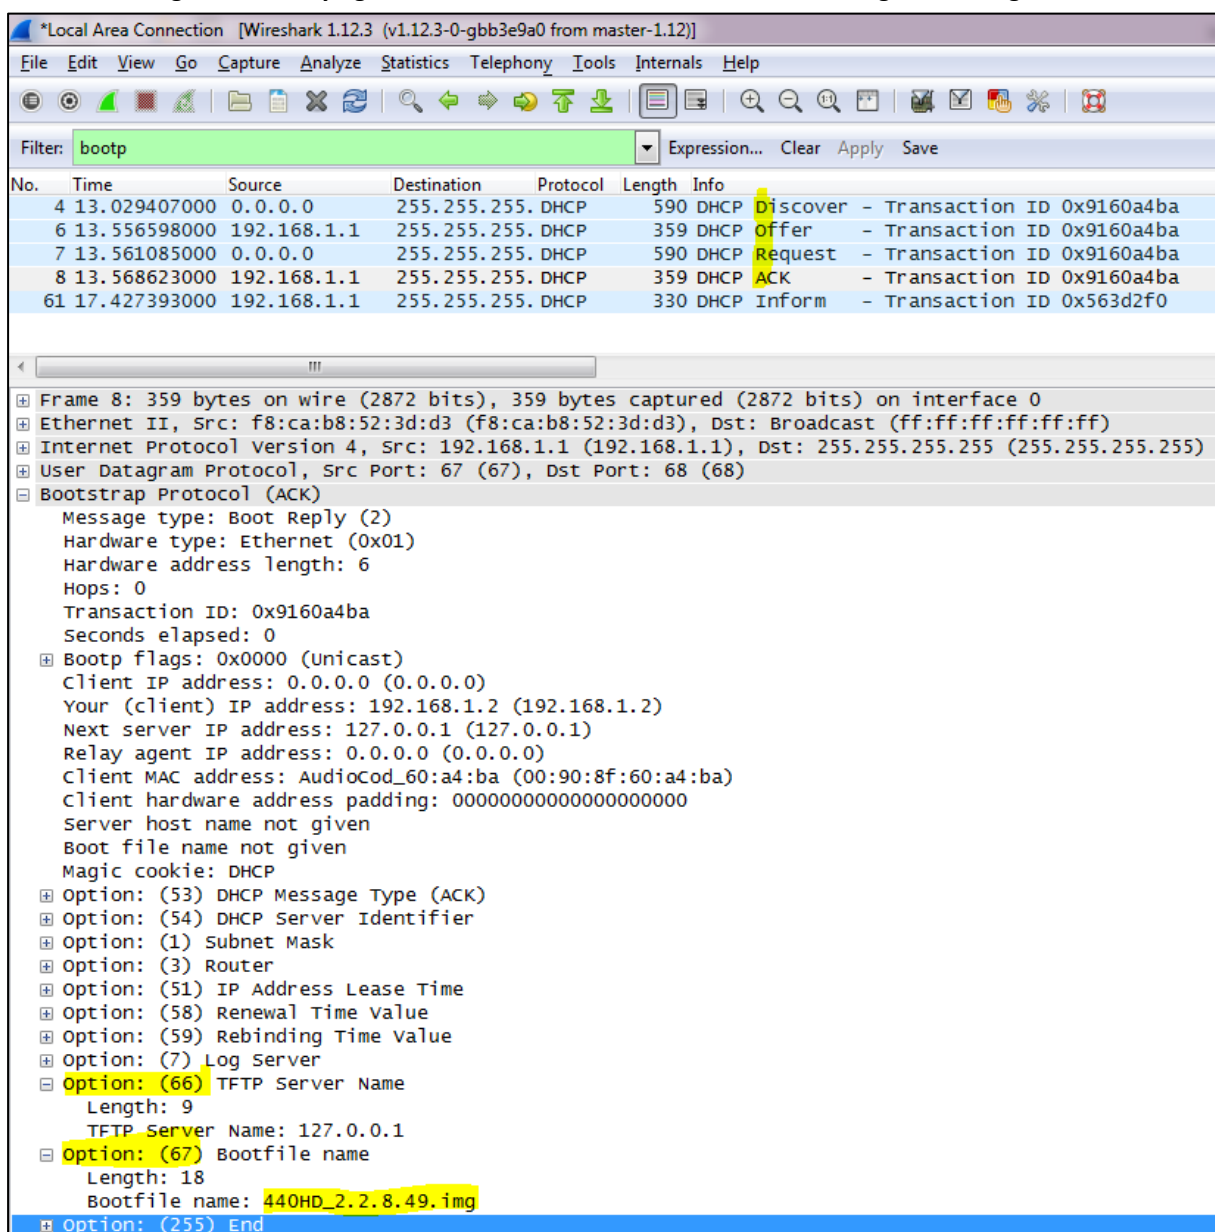 *Local Area Connection [Wireshark 1.12.3 (v1.12.3-0-gbb3e9a0 from master-1.12)]
File Edit View Go Capture Analyze Statistics Telephony Tools Internals Help
Filter: bootp Expression... Clear Apply Save
No. Time Source Destination Protocol Length Info
4 13.029407000 0.0.0.0 255.255.255. DHCP 590 DHCP Discover - Transaction ID 0x9160a4ba
6 13.556598000 192.168.1.1 255.255.255. DHCP 359 DHCP Offer - Transaction ID 0x9160a4ba
7 13.561085000 0.0.0.0 255.255.255. DHCP 590 DHCP Request - Transaction ID 0x9160a4ba
8 13.568623000 192.168.1.1 255.255.255. DHCP 359 DHCP ACK - Transaction ID 0x9160a4ba
61 17.427393000 192.168.1.1 255.255.255. DHCP 330 DHCP Inform - Transaction ID 0x563d2f0
Frame 8: 359 bytes on wire (2872 bits), 359 bytes captured (2872 bits) on interface 0
Ethernet II, Src: f8:ca:b8:52:3d:d3 (f8:ca:b8:52:3d:d3), Dst: Broadcast (ff:ff:ff:ff:ff:ff)
Internet Protocol Version 4, Src: 192.168.1.1 (192.168.1.1), Dst: 255.255.255.255 (255.255.255.255)
User Datagram Protocol, Src Port: 67 (67), Dst Port: 68 (68)
Bootstrap Protocol (ACK)
Message type: Boot Reply (2)
Hardware type: Ethernet (0x01)
Hardware address length: 6
Hops: 0
Transaction ID: 0x9160a4ba
Seconds elapsed: 0
Bootp flags: 0x0000 (Unicast)
Client IP address: 0.0.0.0 (0.0.0.0)
Your (client) IP address: 192.168.1.2 (192.168.1.2)
Next server IP address: 127.0.0.1 (127.0.0.1)
Relay agent IP address: 0.0.0.0 (0.0.0.0)
Client MAC address: AudioCod_60:a4:ba (00:90:8f:60:a4:ba)
Client hardware address padding: 00000000000000000000
Server host name not given
Boot file name not given
Magic cookie: DHCP
Option: (53) DHCP Message Type (ACK)
Option: (54) DHCP Server Identifier
Option: (1) Subnet Mask
Option: (3) Router
Option: (51) IP Address Lease Time
Option: (58) Renewal Time Value
Option: (59) Rebinding Time Value
Option: (7) Log Server
Option: (66) TFTP Server Name
Length: 9
TFTP Server Name: 127.0.0.1
Option: (67) Bootfile name
Length: 18
Bootfile name: 440HD_2.2.8.49.img
Option: (255) End